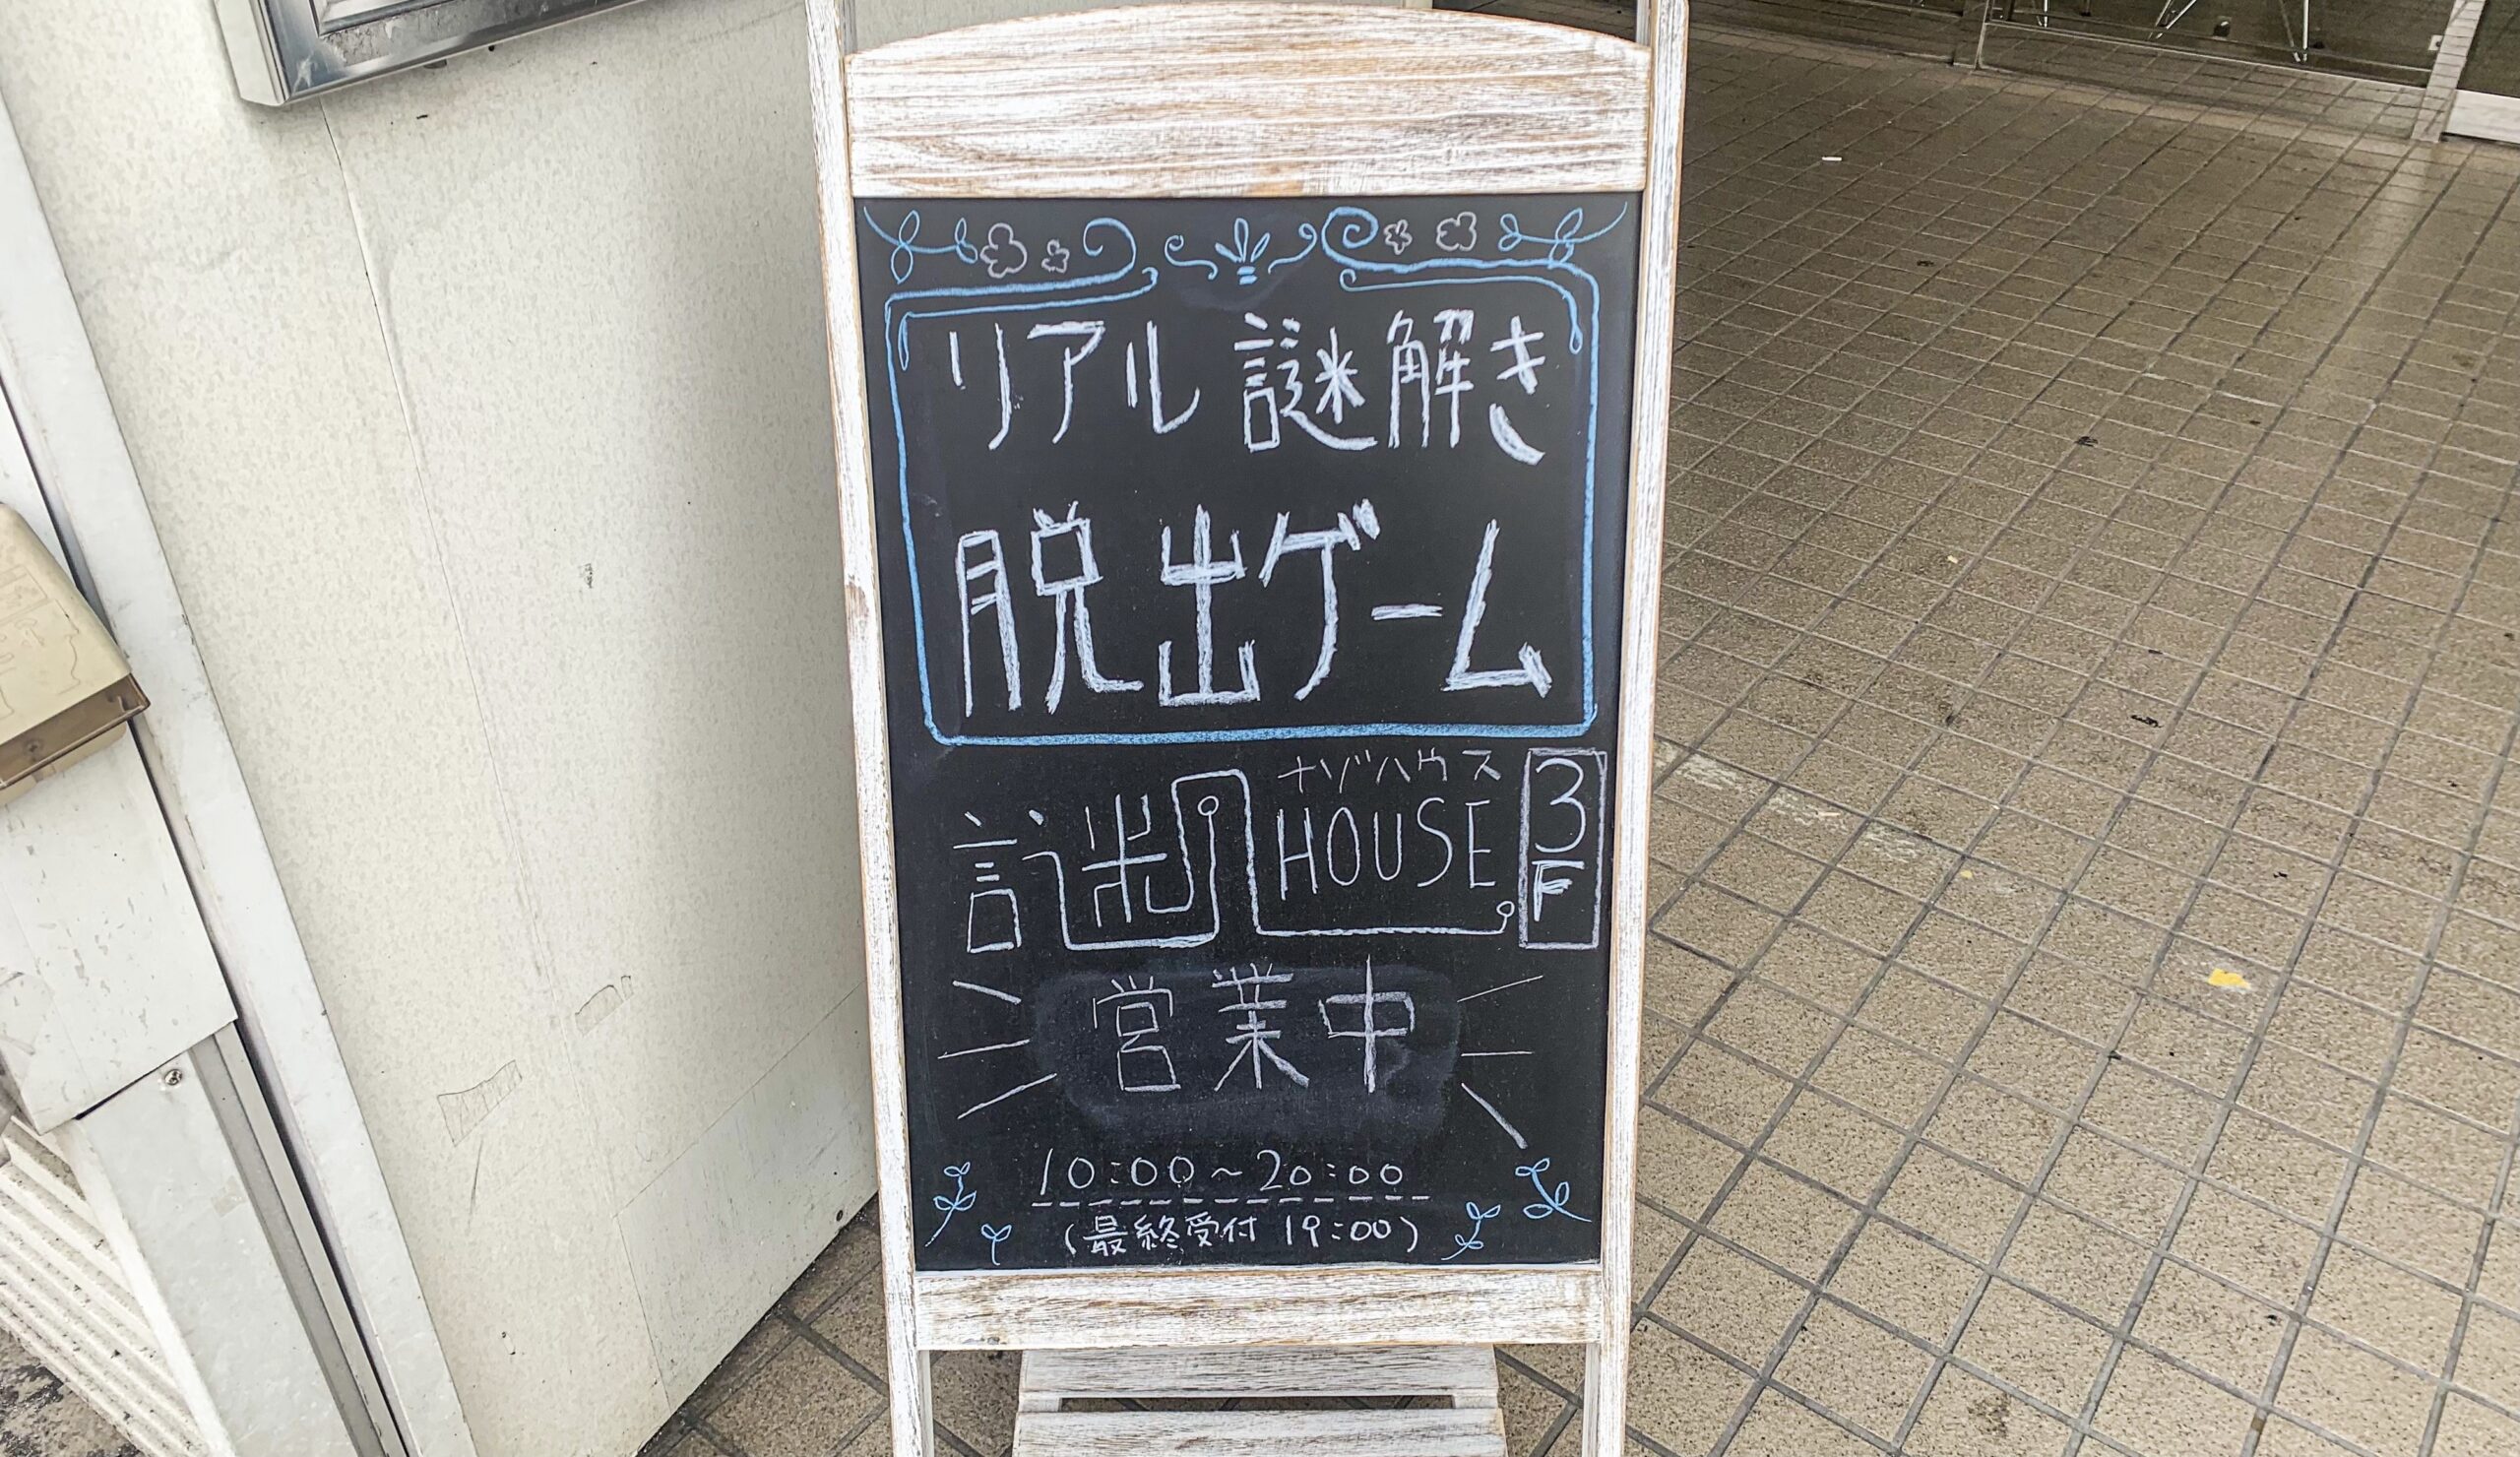 リアル謎解き
脱出ゲーム
ナゾハウス
謎HOUSE 3F
営業中
10:00~20:00
(最終受付 19:00)